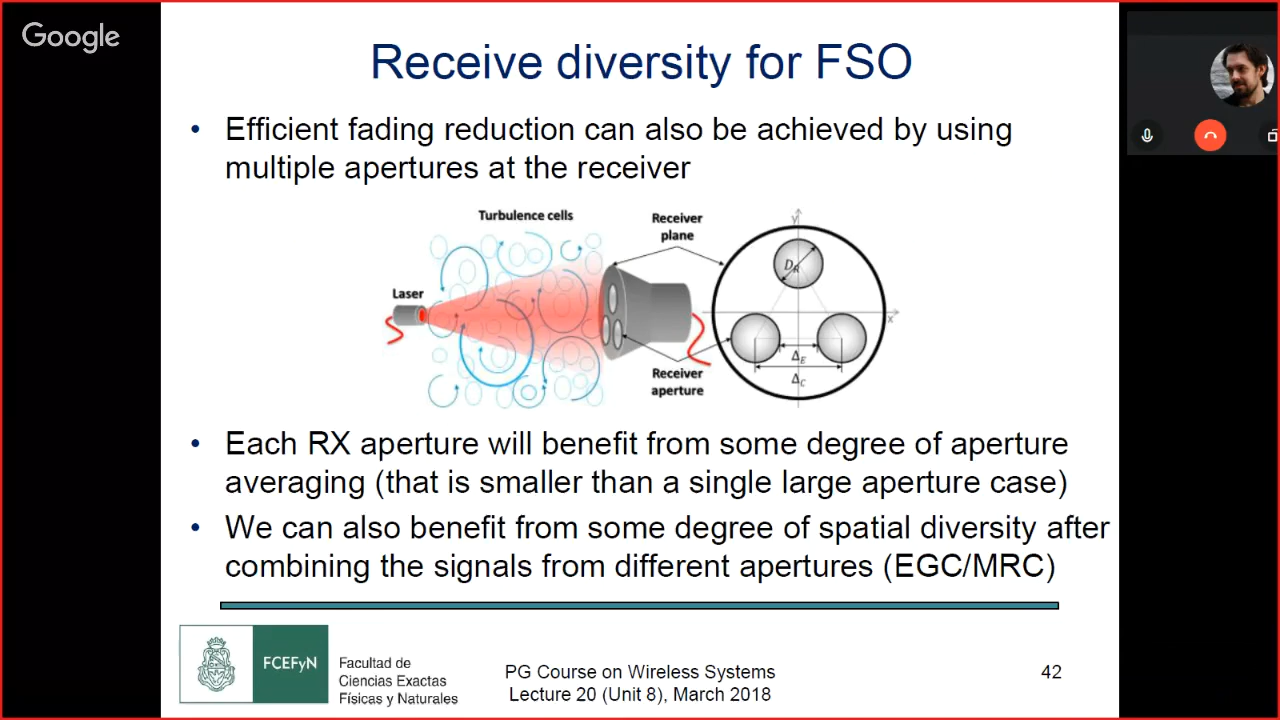 Google
Receive diversity for FSO
• Efficient fading reduction can also be achieved by using
multiple apertures at the receiver
Turbulence cells
Receiver
plane
Laser
Receiver
aperture
y
D_R
x
Δ_E
Δ_C
• Each RX aperture will benefit from some degree of aperture
averaging (that is smaller than a single large aperture case)
• We can also benefit from some degree of spatial diversity after
combining the signals from different apertures (EGC/MRC)
FCEFyN
Facultad de
Ciencias Exactas
Físicas y Naturales
PG Course on Wireless Systems
Lecture 20 (Unit 8), March 2018
42